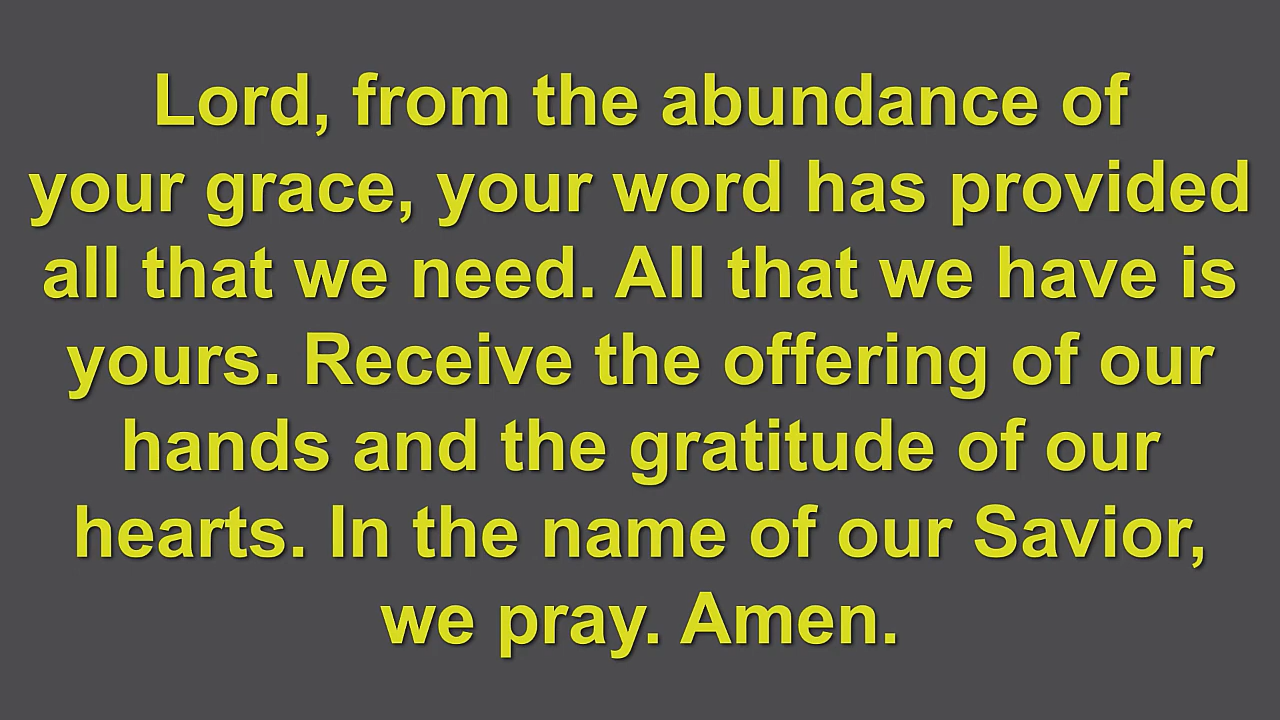 Lord, from the abundance of
your grace, your word has provided
all that we need. All that we have is
yours. Receive the offering of our
hands and the gratitude of our
hearts. In the name of our Savior,
we pray. Amen.